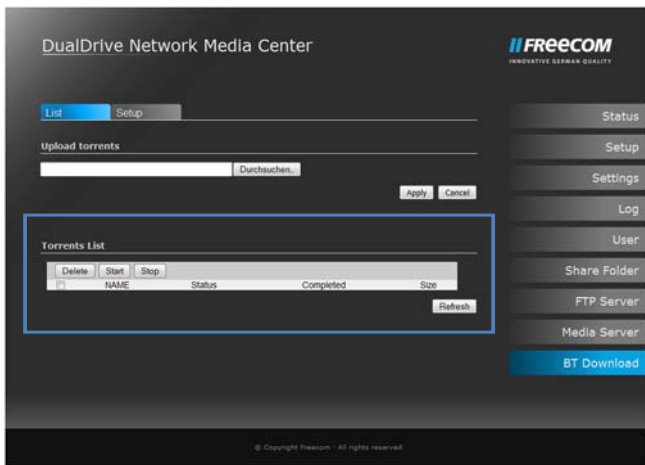 DualDrive Network Media Center
FREECOM
INNOVATIVE GERMAN QUALITY
List Setup
Upload torrents
Durchsuchen..
Apply Cancel
Torrents List
Delete Start Stop
NAME Status Completed Size
Refresh
Status
Setup
Settings
Log
User
Share Folder
FTP Server
Media Server
BT Download
© Copyright Freecom - All rights reserved